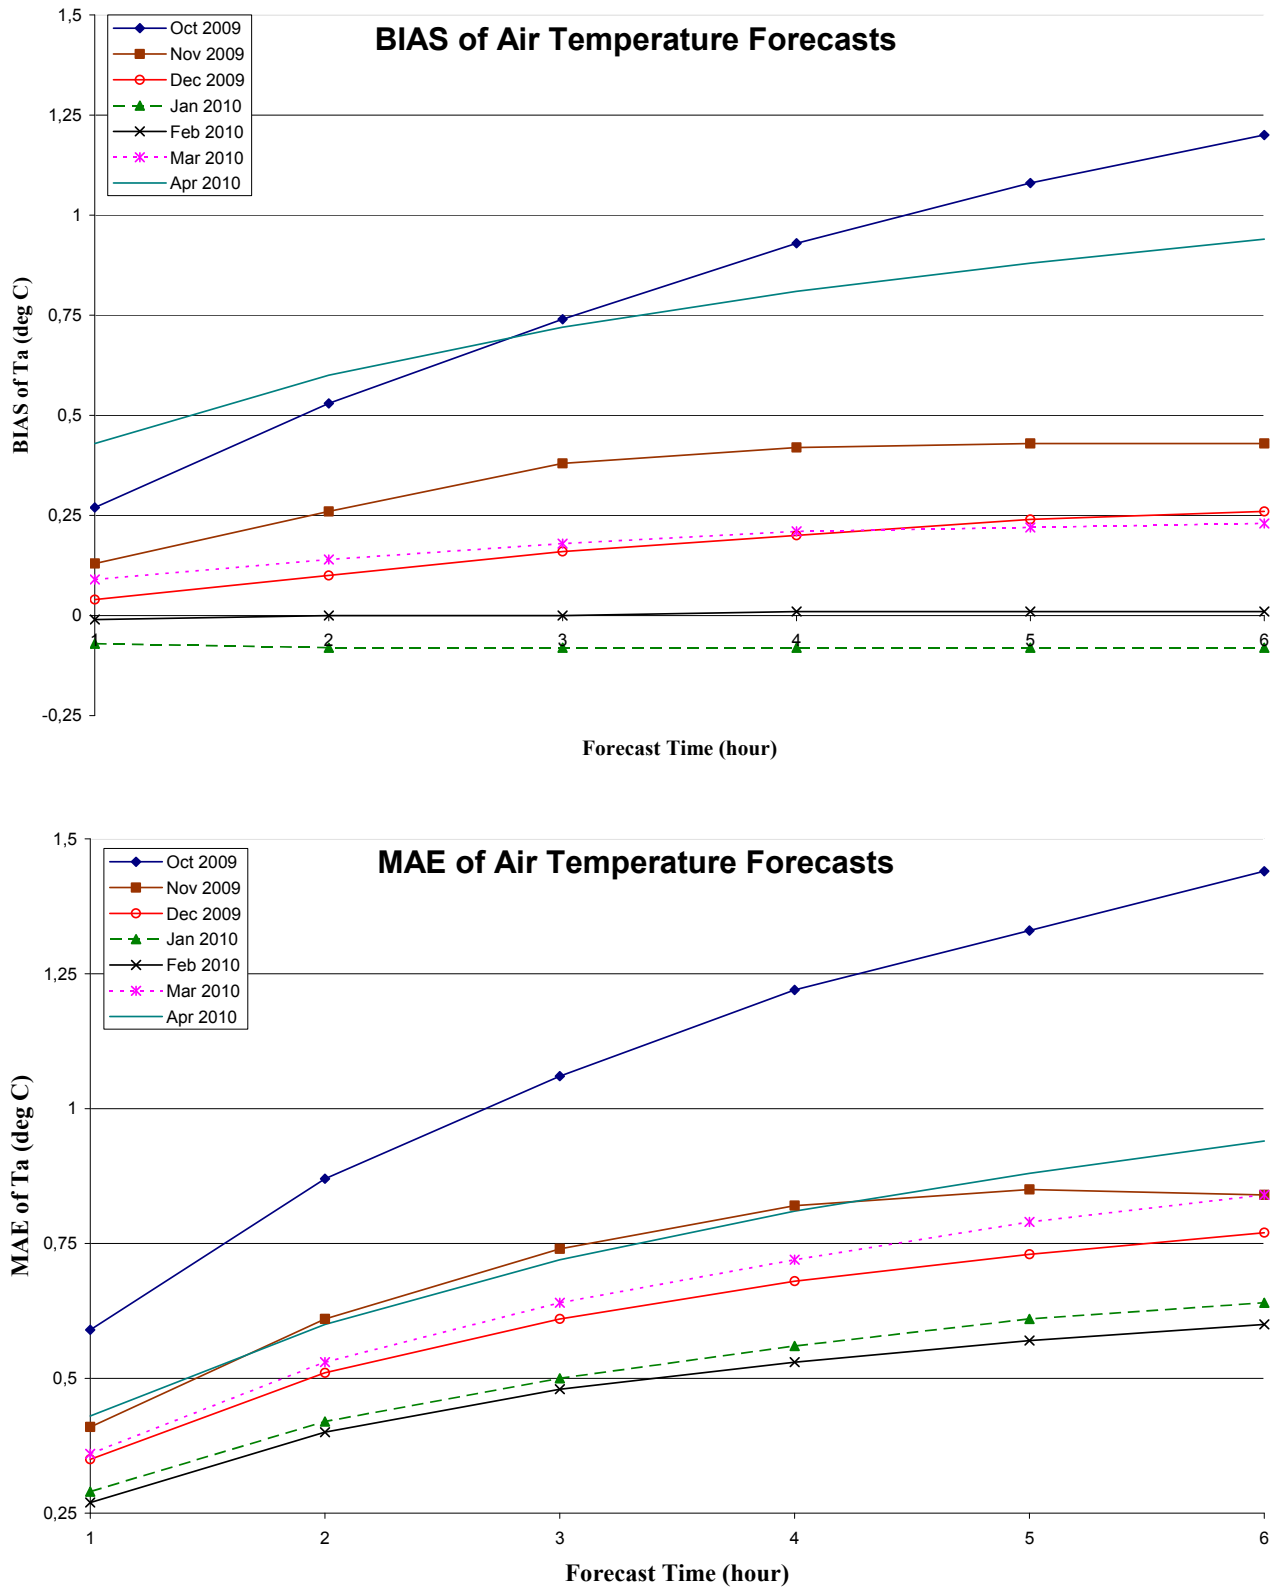 BIAS of Air Temperature Forecasts
Oct 2009
Nov 2009
Dec 2009
Jan 2010
Feb 2010
Mar 2010
Apr 2010
1,5
1,25
1
0,75
0,5
0,25
0
-0,25
BIAS of Ta (deg C)
1 2 3 4 5 6
Forecast Time (hour)
MAE of Air Temperature Forecasts
Oct 2009
Nov 2009
Dec 2009
Jan 2010
Feb 2010
Mar 2010
Apr 2010
1,5
1,25
1
0,75
0,5
0,25
MAE of Ta (deg C)
1 2 3 4 5 6
Forecast Time (hour)